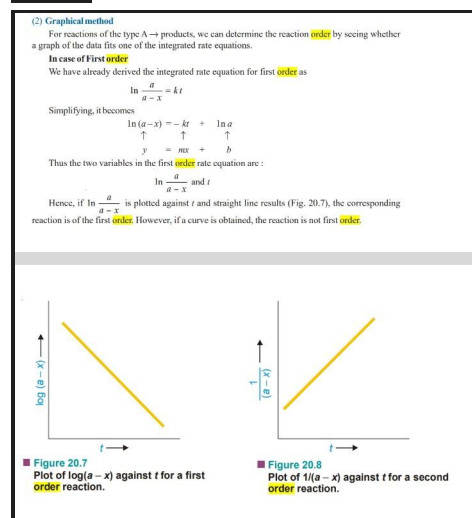 (2) Graphical method
For reactions of the type A → products, we can determine the reaction order by seeing whether
a graph of the data fits one of the integrated rate equations.
In case of First order
We have already derived the integrated rate equation for first order as
ln a/(a – x) = kt
Simplifying, it becomes
ln (a – x) = – kt + ln a
↑ ↑ ↑
y = mx + b
Thus the two variables in the first order rate equation are :
ln a/(a – x) and t
Hence, if ln a/(a – x) is plotted against t and straight line results (Fig. 20.7), the corresponding
reaction is of the first order. However, if a curve is obtained, the reaction is not first order.
log (a – x) →
t →
Figure 20.7
Plot of log(a – x) against t for a first
order reaction.
1/(a – x) →
t →
Figure 20.8
Plot of 1/(a – x) against t for a second
order reaction.